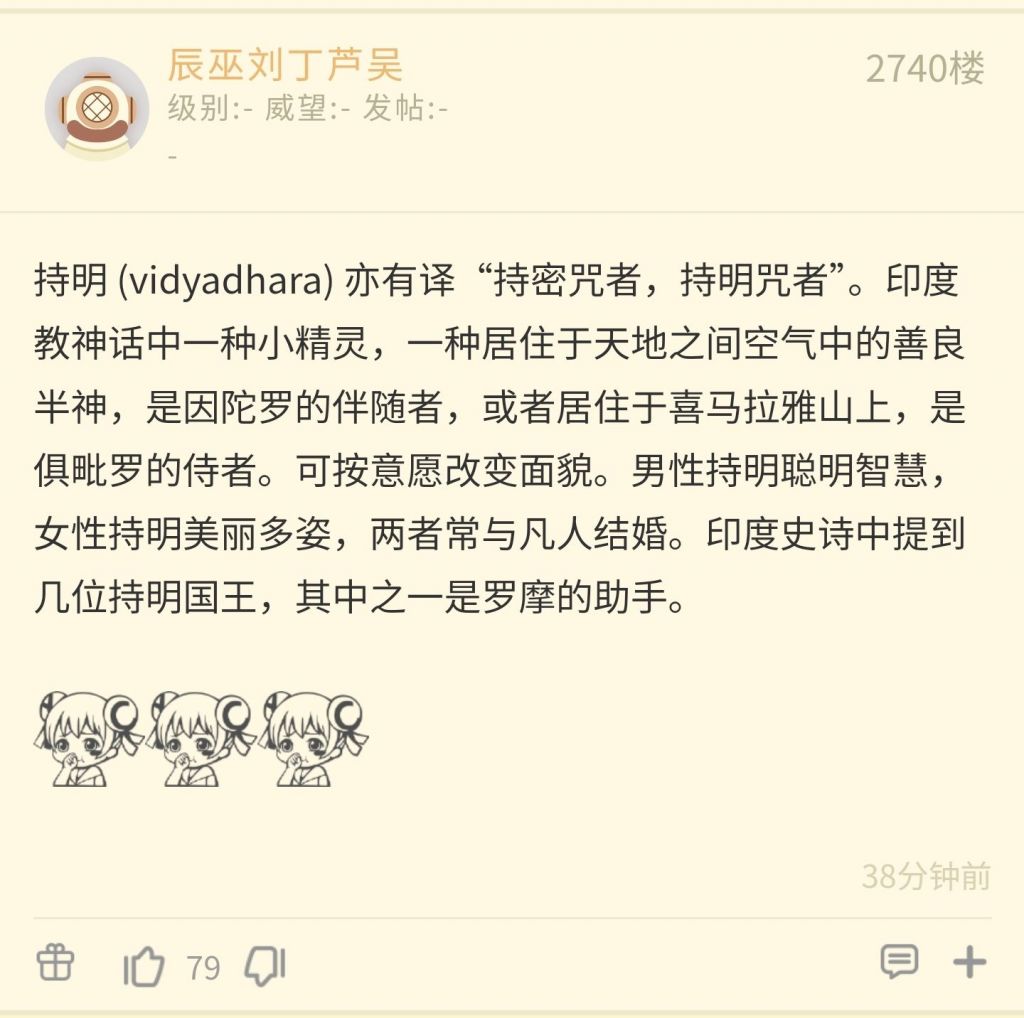 辰巫刘丁芦吴
2740楼
级别:- 威望:- 发帖:-
-
持明 (vidyadhara) 亦有译“持密咒者，持明咒者”。印度
教神话中一种小精灵，一种居住于天地之间空气中的善良
半神，是因陀罗的伴随者，或者居住于喜马拉雅山上，是
俱毗罗的侍者。可按意愿改变面貌。男性持明聪明智慧，
女性持明美丽多姿，两者常与凡人结婚。印度史诗中提到
几位持明国王，其中之一是罗摩的助手。
38分钟前
79